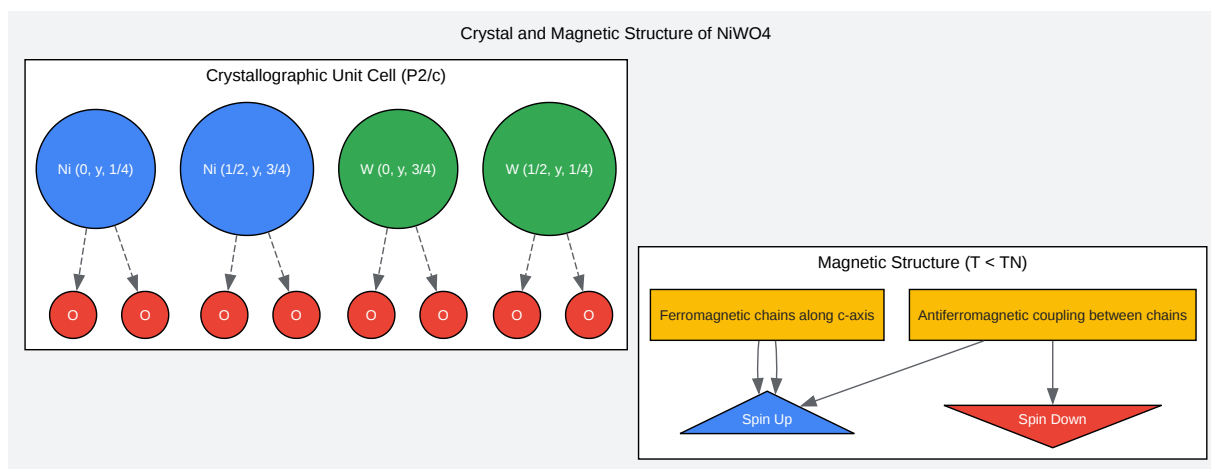 Crystal and Magnetic Structure of NiWO4
Crystallographic Unit Cell (P2/c)
Ni (0, y, 1/4)
Ni (1/2, y, 3/4)
W (0, y, 3/4)
W (1/2, y, 1/4)
O
O
O
O
O
O
O
O
Magnetic Structure (T < TN)
Ferromagnetic chains along c-axis
Antiferromagnetic coupling between chains
Spin Up
Spin Down